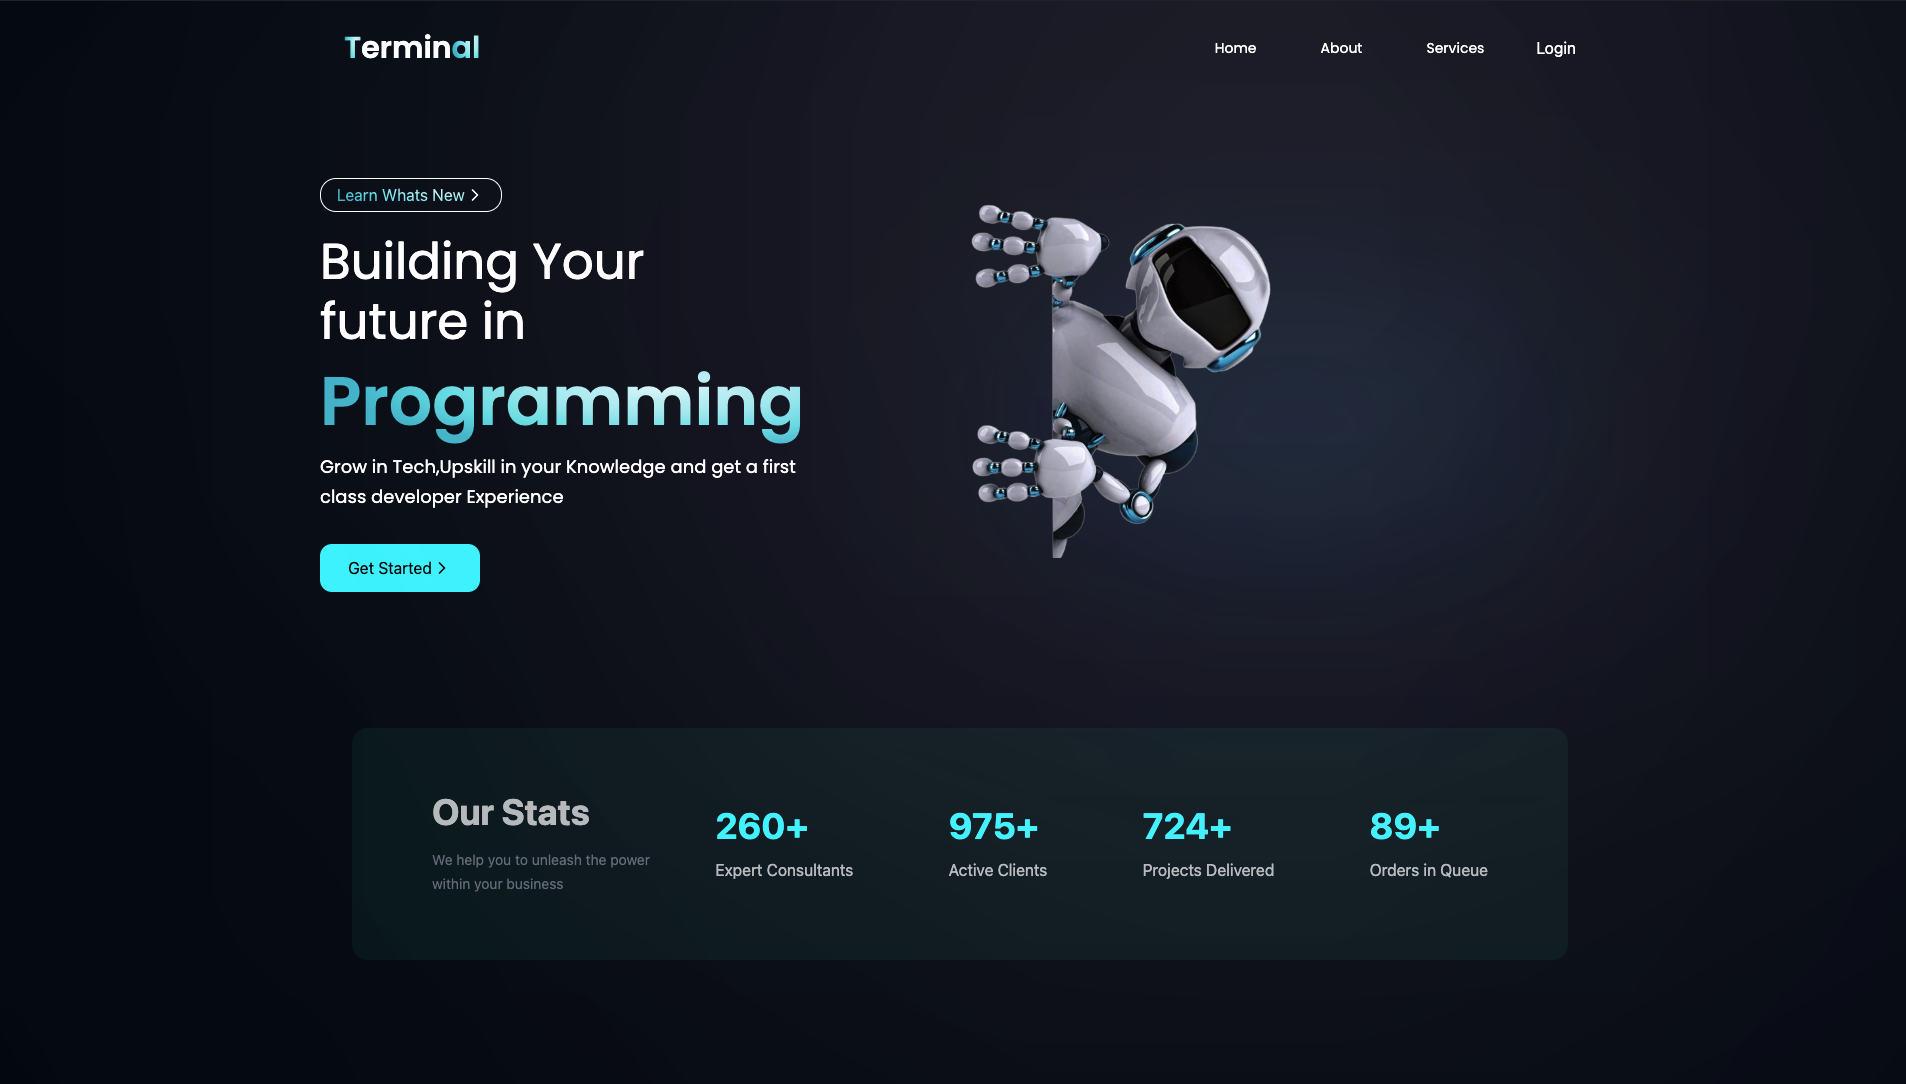 Terminal
Home About Services Login
Learn Whats New
Building Your
future in
Programming
Grow in Tech,Upskill in your Knowledge and get a first
class developer Experience
Get Started
Our Stats
We help you to unleash the power
within your business
260+
Expert Consultants
975+
Active Clients
724+
Projects Delivered
89+
Orders in Queue